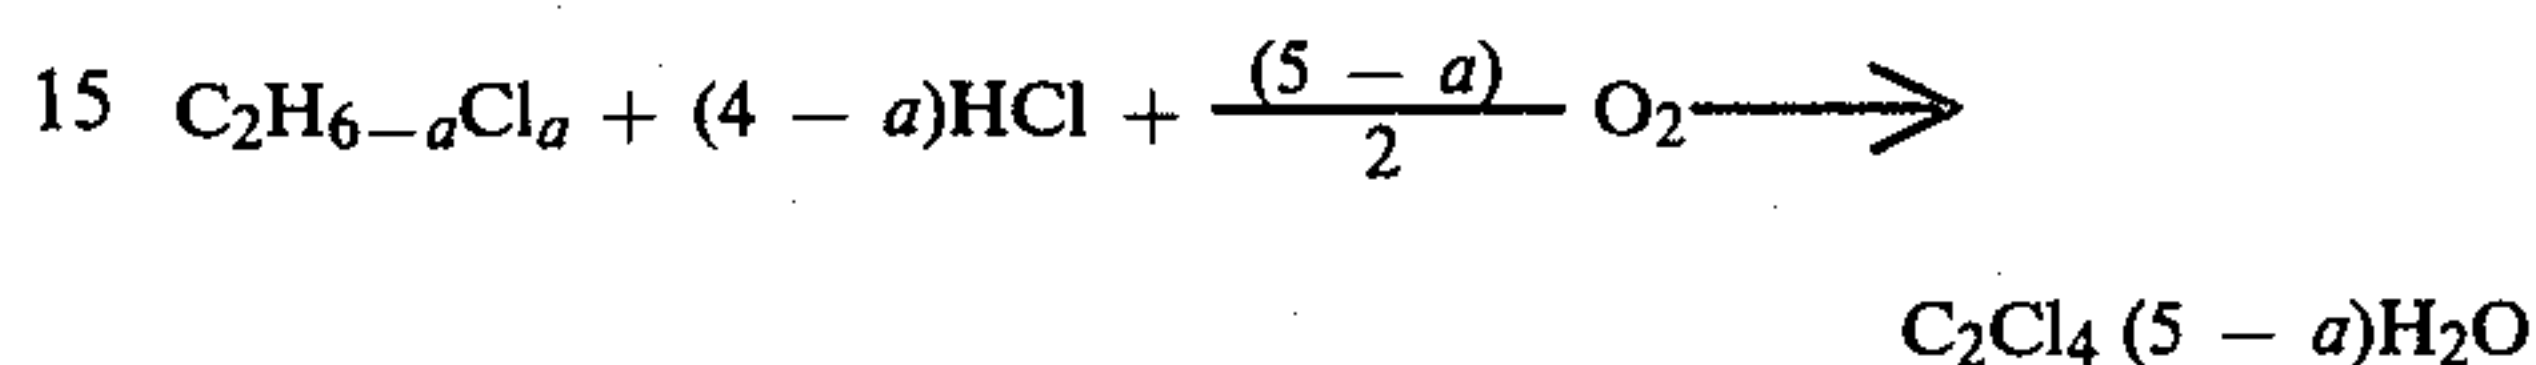 15 C₂H₆₋ₐClₐ + (4 − a)HCl + (5 − a)/2 O₂ ⟶
C₂Cl₄ (5 − a)H₂O